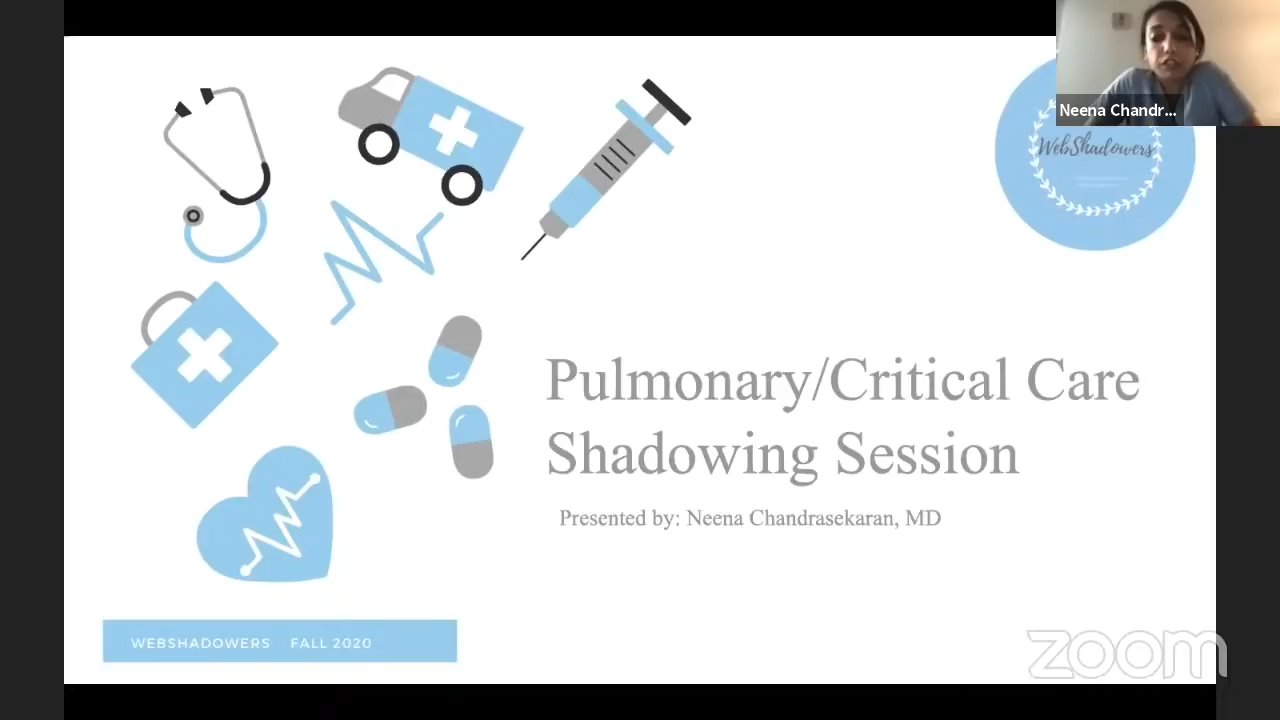 Neena Chandr...
WebShadowers
Pulmonary/Critical Care
Shadowing Session
Presented by: Neena Chandrasekaran, MD
WEBSHADOWERS FALL 2020
zoom